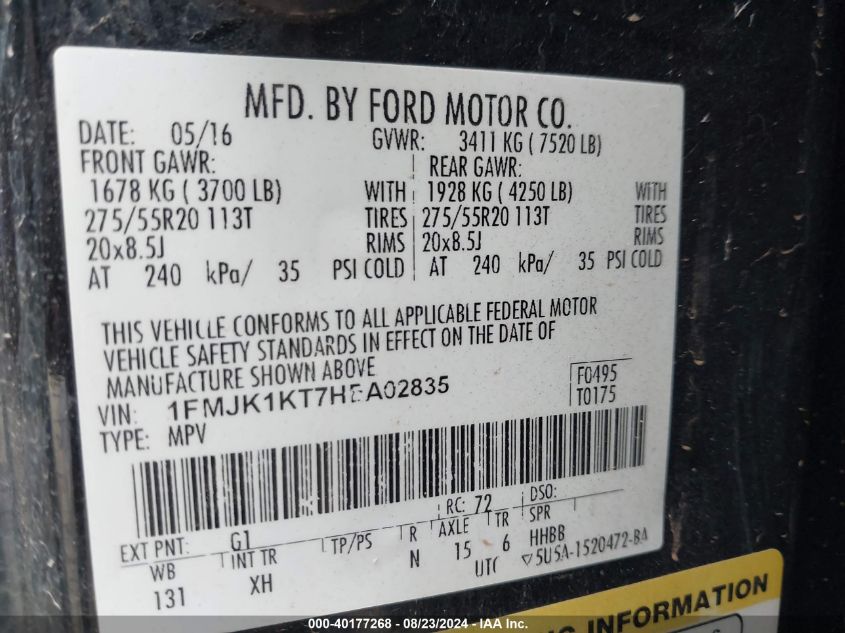 MFD. BY FORD MOTOR CO.
DATE: 05/16 GVWR: 3411 KG ( 7520 LB)
FRONT GAWR: REAR GAWR:
1678 KG ( 3700 LB) WITH 1928 KG ( 4250 LB) WITH
275/55R20 113T TIRES 275/55R20 113T TIRES
20x8.5J RIMS 20x8.5J RIMS
AT 240 kPa/ 35 PSI COLD AT 240 kPa/ 35 PSI COLD
THIS VEHICLE CONFORMS TO ALL APPLICABLE FEDERAL MOTOR
VEHICLE SAFETY STANDARDS IN EFFECT ON THE DATE OF
MANUFACTURE SHOWN ABOVE
VIN: 1FMJK1KT7HEA02835 F0495
TYPE: MPV T0175
EXT PNT: G1 RC: 72 DSO:
WB INT TR TP/PS R AXLE TR SPR
131 XH N 15 6 HHBB
UTC ▽5U5A-1520472-BA
INFORMATION
000-40177268 - 08/23/2024 - IAA Inc.